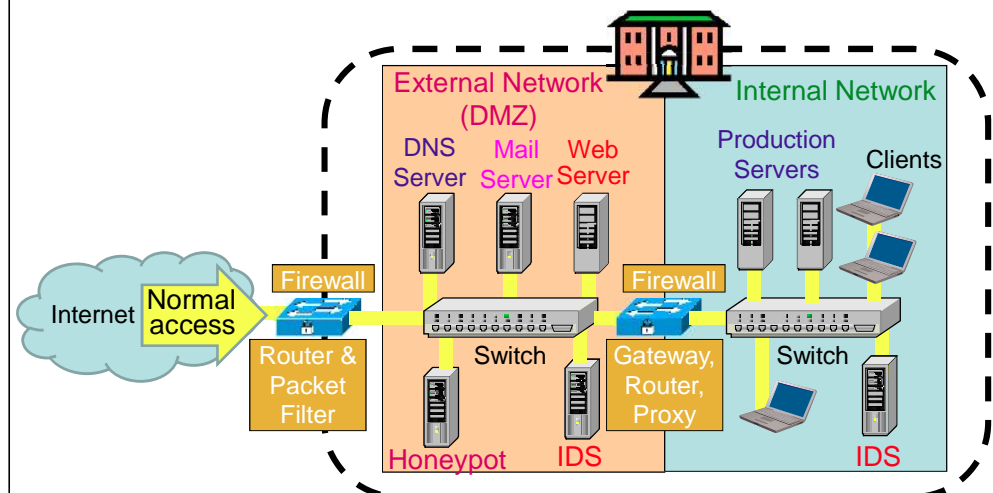 External Network
(DMZ)
Internal Network
DNS
Server
Mail
Server
Web
Server
Production
Servers
Clients
Internet
Normal
access
Firewall
Router &
Packet
Filter
Switch
Firewall
Gateway,
Router,
Proxy
Switch
Honeypot
IDS
IDS